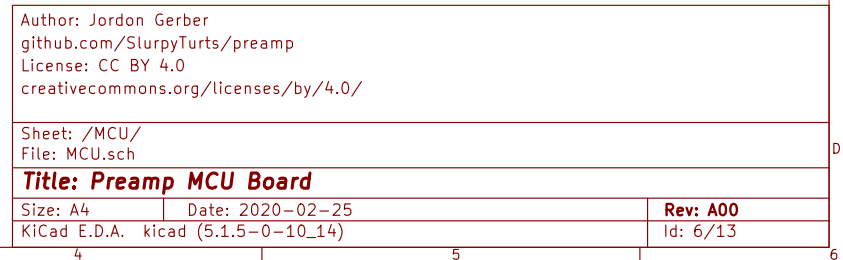 Author: Jordon Gerber
github.com/SlurpyTurts/preamp
License: CC BY 4.0
creativecommons.org/licenses/by/4.0/
Sheet: /MCU/
File: MCU.sch
D
Title: Preamp MCU Board
Size: A4 Date: 2020-02-25 Rev: A00
KiCad E.D.A. kicad (5.1.5-0-10_14) Id: 6/13
4 5 6